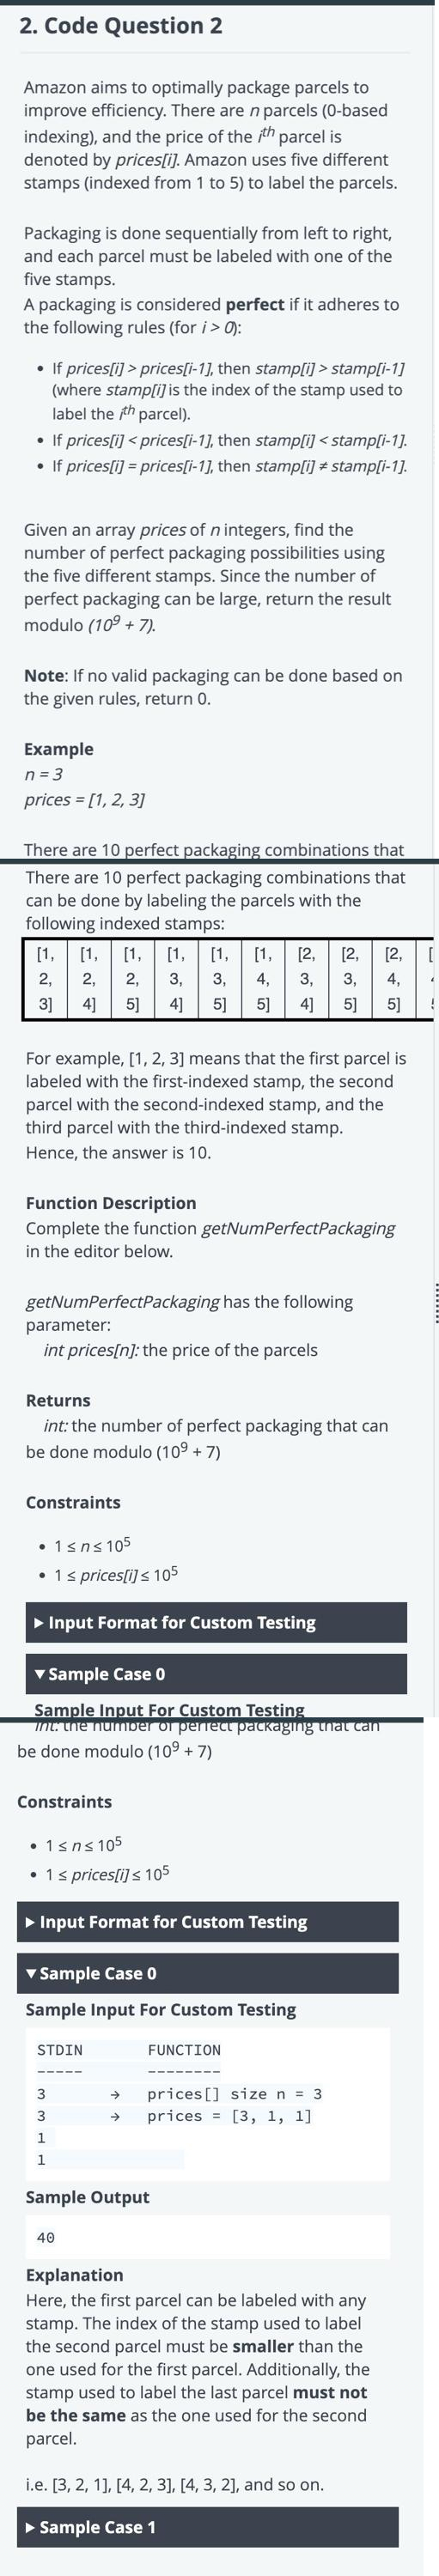 2. Code Question 2
Amazon aims to optimally package parcels to
improve efficiency. There are n parcels (0-based
indexing), and the price of the ith parcel is
denoted by prices[i]. Amazon uses five different
stamps (indexed from 1 to 5) to label the parcels.
Packaging is done sequentially from left to right,
and each parcel must be labeled with one of the
five stamps.
A packaging is considered perfect if it adheres to
the following rules (for i > 0):
• If prices[i] > prices[i-1], then stamp[i] > stamp[i-1]
(where stamp[i] is the index of the stamp used to
label the ith parcel).
• If prices[i] < prices[i-1], then stamp[i] < stamp[i-1].
• If prices[i] = prices[i-1], then stamp[i] ≠ stamp[i-1].
Given an array prices of n integers, find the
number of perfect packaging possibilities using
the five different stamps. Since the number of
perfect packaging can be large, return the result
modulo (10^9 + 7).
Note: If no valid packaging can be done based on
the given rules, return 0.
Example
n = 3
prices = [1, 2, 3]
There are 10 perfect packaging combinations that
There are 10 perfect packaging combinations that
can be done by labeling the parcels with the
following indexed stamps:
[1, [1, [1, [1, [1, [1, [2, [2, [2, [
2, 2, 2, 3, 3, 4, 3, 3, 4,
3] 4] 5] 4] 5] 5] 4] 5] 5]
For example, [1, 2, 3] means that the first parcel is
labeled with the first-indexed stamp, the second
parcel with the second-indexed stamp, and the
third parcel with the third-indexed stamp.
Hence, the answer is 10.
Function Description
Complete the function getNumPerfectPackaging
in the editor below.
getNumPerfectPackaging has the following
parameter:
int prices[n]: the price of the parcels
Returns
int: the number of perfect packaging that can
be done modulo (10^9 + 7)
Constraints
• 1 ≤ n ≤ 10^5
• 1 ≤ prices[i] ≤ 10^5
▶ Input Format for Custom Testing
▼ Sample Case 0
Sample Input For Custom Testing
int: the number of perfect packaging that can
be done modulo (10^9 + 7)
Constraints
• 1 ≤ n ≤ 10^5
• 1 ≤ prices[i] ≤ 10^5
▶ Input Format for Custom Testing
▼ Sample Case 0
Sample Input For Custom Testing
STDIN FUNCTION
----- --------
3 → prices[] size n = 3
3 → prices = [3, 1, 1]
1
1
Sample Output
40
Explanation
Here, the first parcel can be labeled with any
stamp. The index of the stamp used to label
the second parcel must be smaller than the
one used for the first parcel. Additionally, the
stamp used to label the last parcel must not
be the same as the one used for the second
parcel.
i.e. [3, 2, 1], [4, 2, 3], [4, 3, 2], and so on.
▶ Sample Case 1